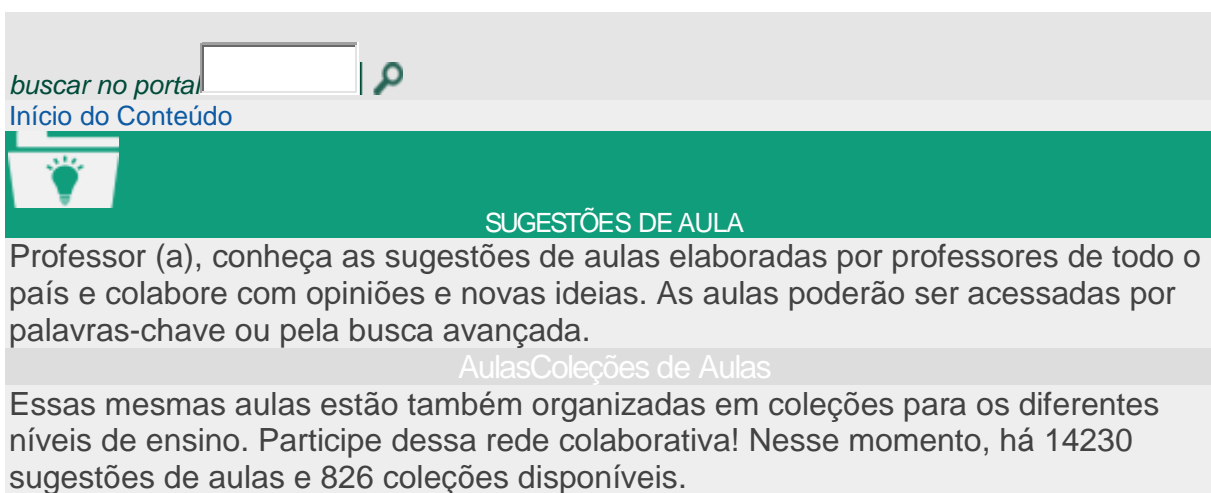 buscar no portal
Início do Conteúdo
SUGESTÕES DE AULA
Professor (a), conheça as sugestões de aulas elaboradas por professores de todo o
país e colabore com opiniões e novas ideias. As aulas poderão ser acessadas por
palavras-chave ou pela busca avançada.
AulasColeções de Aulas
Essas mesmas aulas estão também organizadas em coleções para os diferentes
níveis de ensino. Participe dessa rede colaborativa! Nesse momento, há 14230
sugestões de aulas e 826 coleções disponíveis.